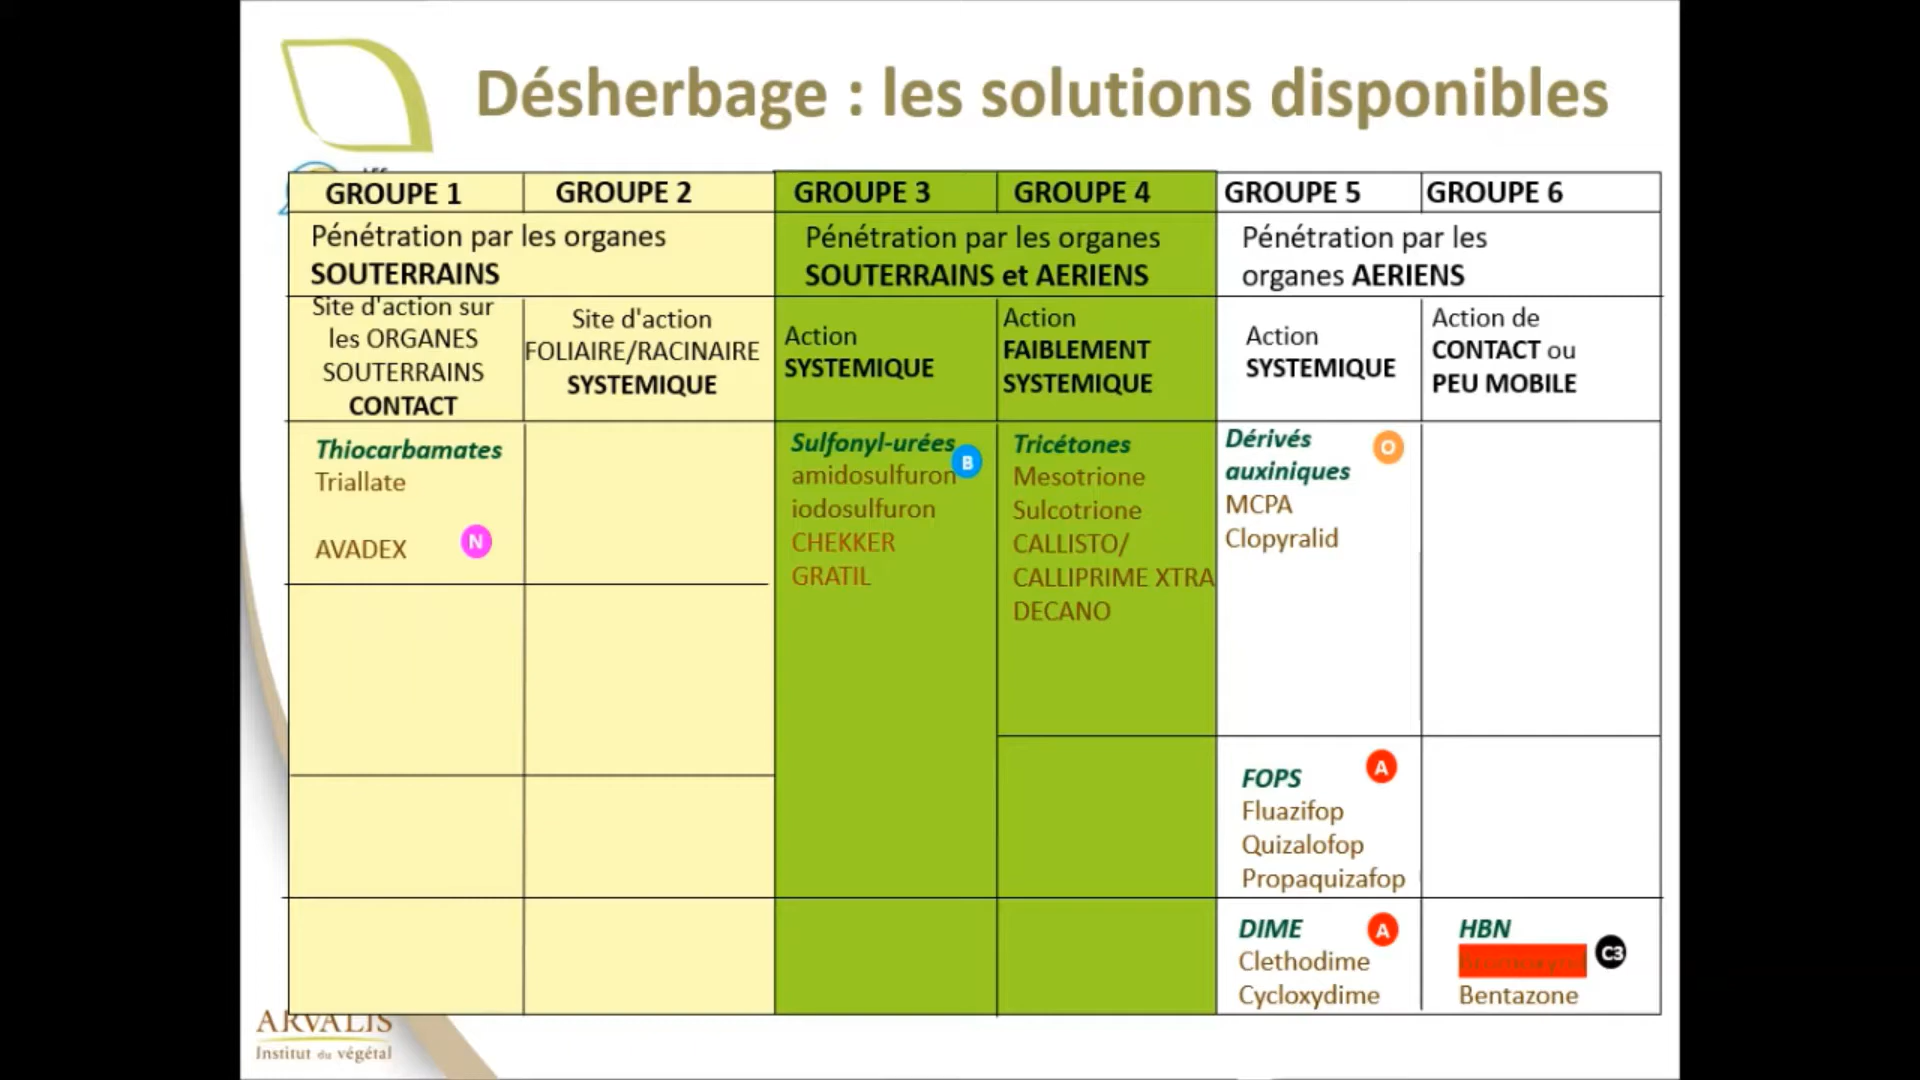 Désherbage : les solutions disponibles
GROUPE 1
GROUPE 2
GROUPE 3
GROUPE 4
GROUPE 5
GROUPE 6
Pénétration par les organes
SOUTERRAINS
Pénétration par les organes
SOUTERRAINS et AERIENS
Pénétration par les
organes AERIENS
Site d'action sur
les ORGANES
SOUTERRAINS
CONTACT
Site d'action
FOLIAIRE/RACINAIRE
SYSTEMIQUE
Action
SYSTEMIQUE
Action
FAIBLEMENT
SYSTEMIQUE
Action
SYSTEMIQUE
Action de
CONTACT ou
PEU MOBILE
Thiocarbamates
Triallate
AVADEX
N
Sulfonyl-urées
B
amidosulfuron
iodosulfuron
CHEKKER
GRATIL
Tricétones
Mesotrione
Sulcotrione
CALLISTO/
CALLIPRIME XTRA
DECANO
Dérivés
auxiniques
O
MCPA
Clopyralid
FOPS
A
Fluazifop
Quizalofop
Propaquizafop
DIME
A
Clethodime
Cycloxydime
HBN
C3
Bentazone
ARVALIS
Institut du végétal